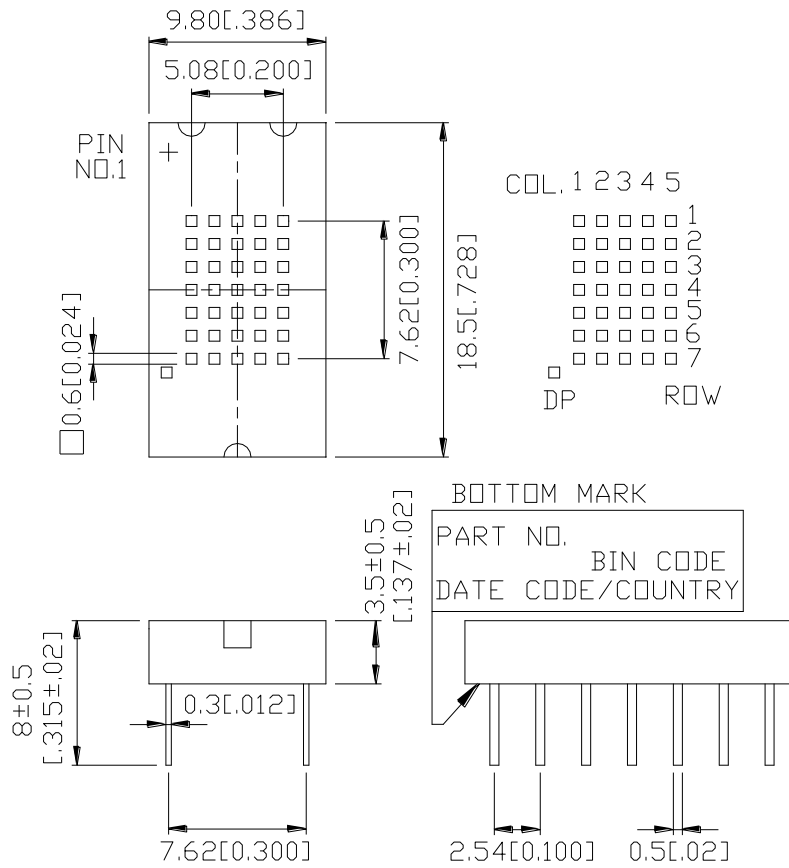 9.80[.386]
5.08[0.200]
PIN
NO.1
+
7.62[0.300]
18.5[.728]
0.6[0.024]
COL. 1 2 3 4 5
1
2
3
4
5
6
7
DP
ROW
BOTTOM MARK
PART NO.
BIN CODE
DATE CODE/COUNTRY
3.5±0.5
[.137±.02]
8±0.5
[.315±.02]
0.3[.012]
7.62[0.300]
2.54[0.100]
0.5[.02]